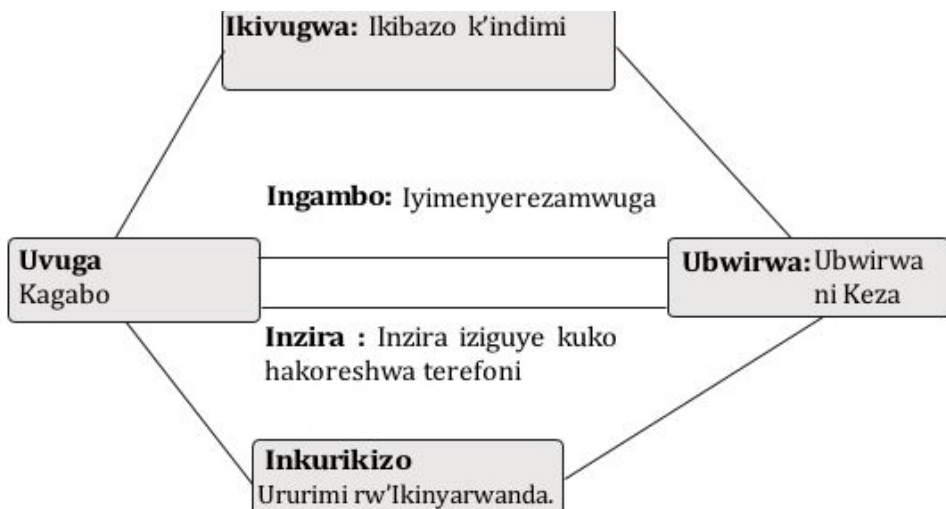 Ikivugwa: Ikibazo k'indimi
Ingambo: Iyimenyerezamwuga
Uvuga
Kagabo
Ubwirwa: Ubwirwa
ni Keza
Inzira : Inzira iziguye kuko
hakoreshwa terefoni
Inkurikizo
Ururimi rw'Ikinyarwanda.